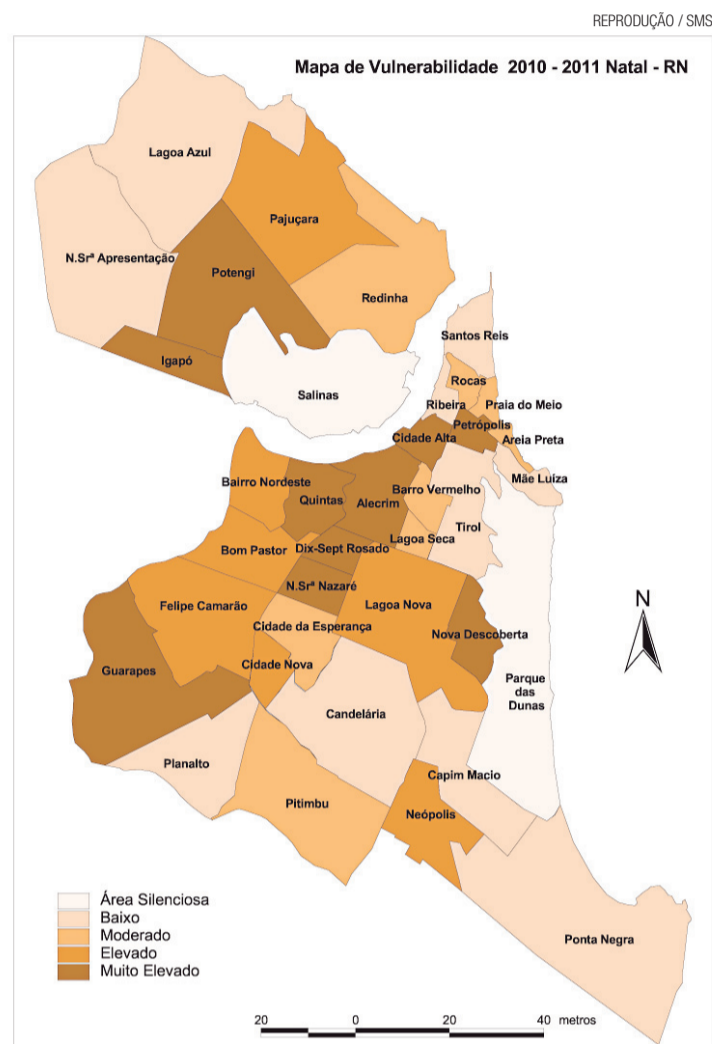 REPRODUÇÃO / SMS
Mapa de Vulnerabilidade 2010 - 2011 Natal - RN
Lagoa Azul
Pajuçara
N.Srª Apresentação
Potengi
Redinha
Santos Reis
Igapó
Rocas
Salinas
Ribeira
Praia do Meio
Petrópolis
Cidade Alta
Areia Preta
Mãe Luiza
Bairro Nordeste
Barro Vermelho
Quintas
Alecrim
Tirol
Lagoa Seca
Bom Pastor
Dix-Sept Rosado
N.Srª Nazaré
Felipe Camarão
Lagoa Nova
Cidade da Esperança
Nova Descoberta
N
Cidade Nova
Guarapes
Parque
das
Dunas
Candelária
Planalto
Capim Macio
Pitimbu
Neópolis
Ponta Negra
Área Silenciosa
Baixo
Moderado
Elevado
Muito Elevado
20 0 20 40 metros